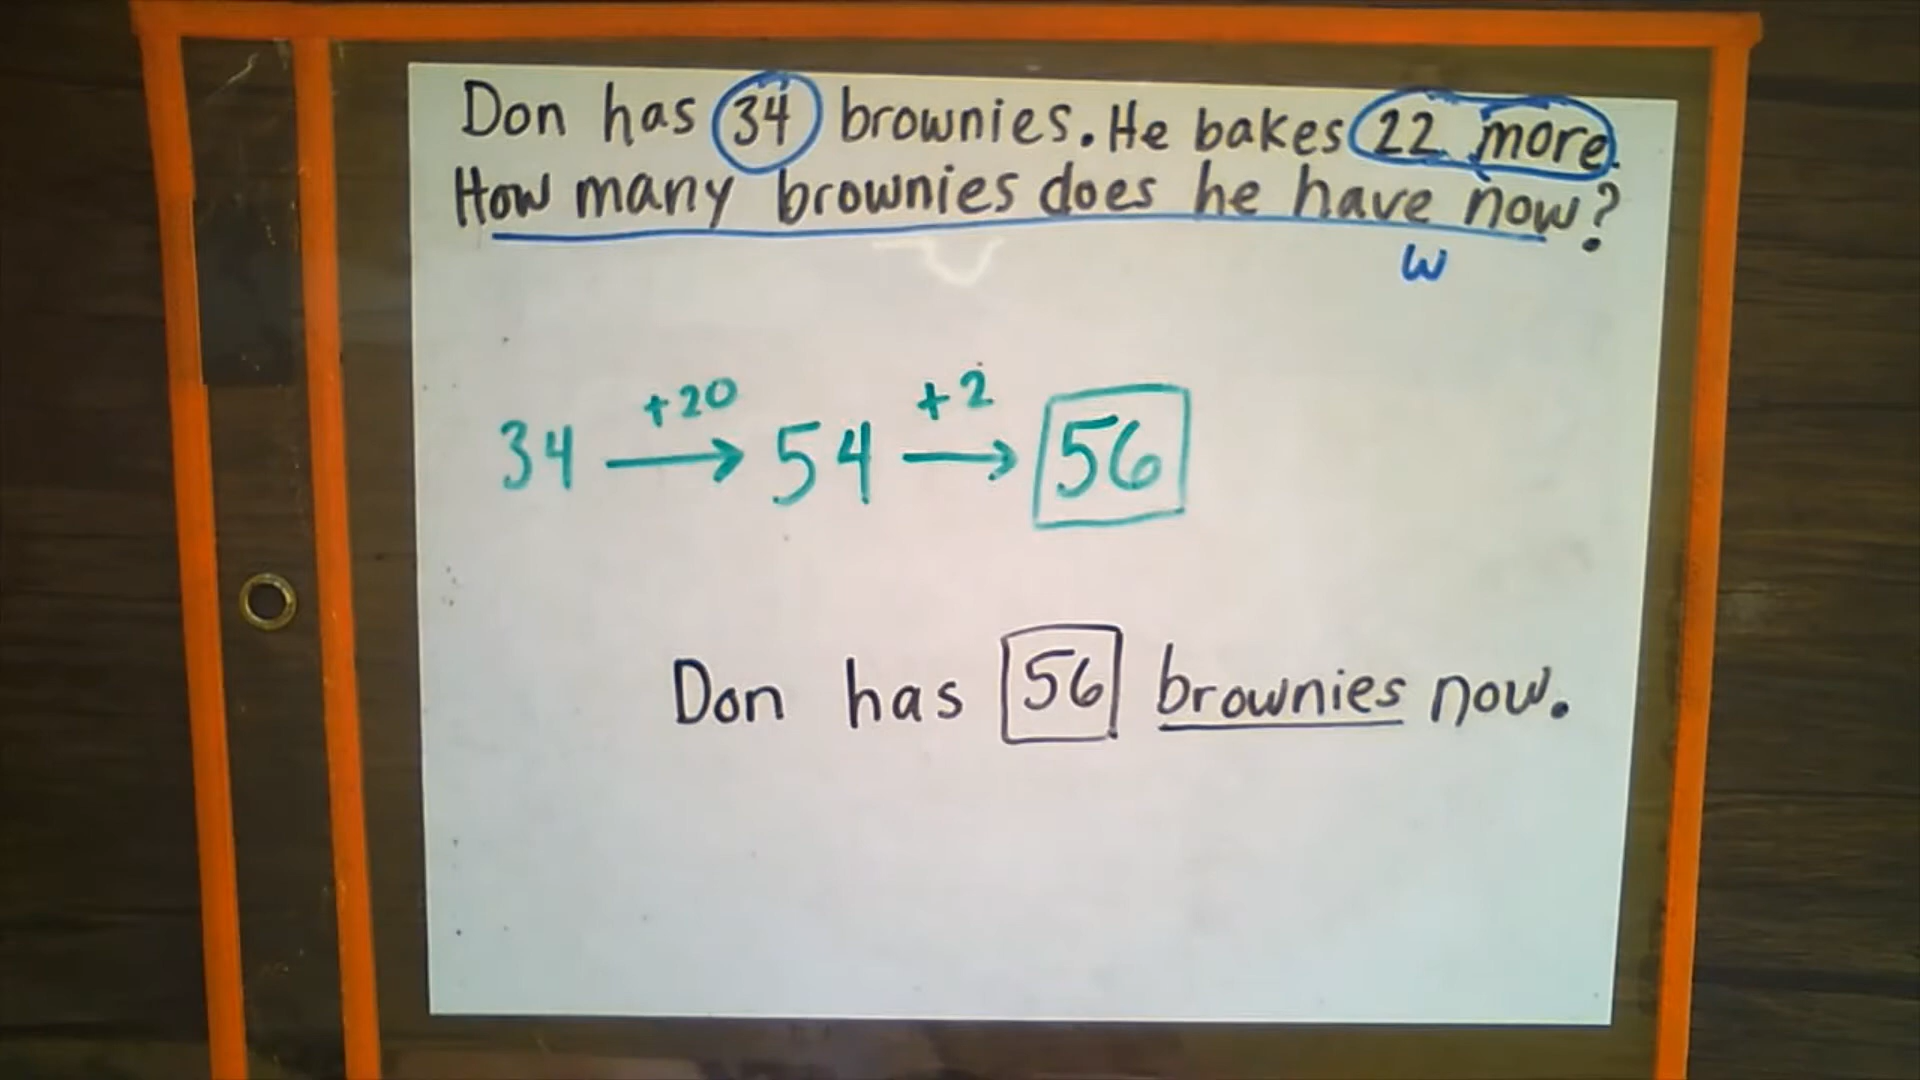 Don has 34 brownies. He bakes 22 more.
How many brownies does he have now?
W
+20 +2
34 → 54 → 56
Don has 56 brownies now.